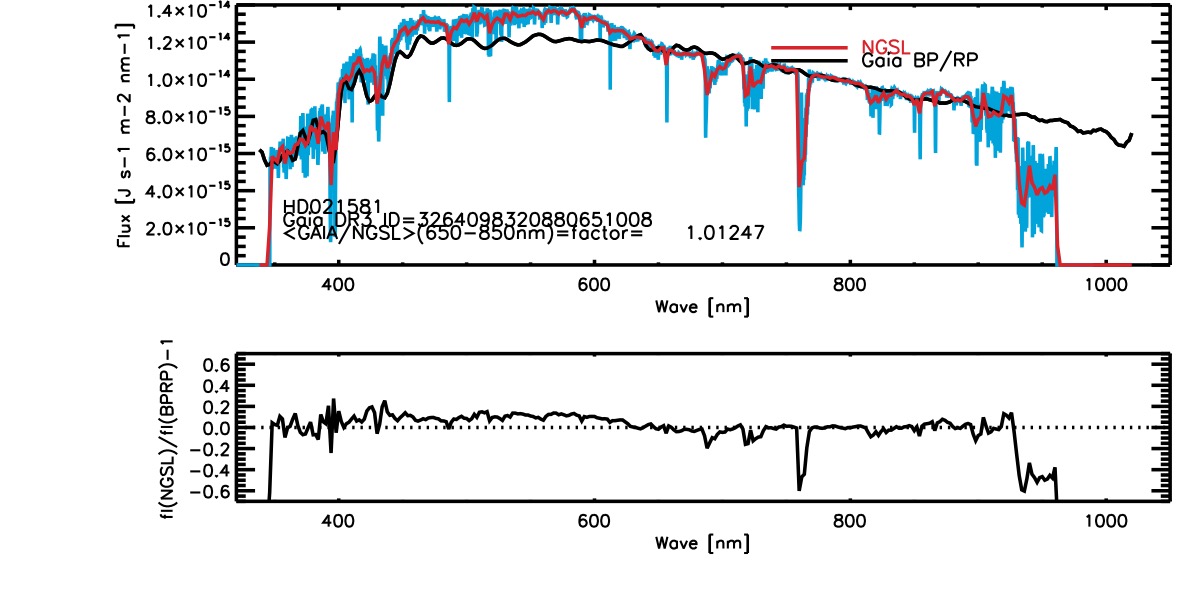 1.4×10⁻¹⁴
1.2×10⁻¹⁴
1.0×10⁻¹⁴
8.0×10⁻¹⁵
6.0×10⁻¹⁵
4.0×10⁻¹⁵
2.0×10⁻¹⁵
0
Flux [J s−1 m−2 nm−1]
NGSL
Gaia BP/RP
HD021581
Gaia DR3 ID=3264098320880651008
<GAIA/NGSL>(650−850nm)=factor= 1.01247
400 600 800 1000
Wave [nm]
fl(NGSL)/fl(BPRP)−1
0.6
0.4
0.2
0.0
−0.2
−0.4
−0.6
400 600 800 1000
Wave [nm]